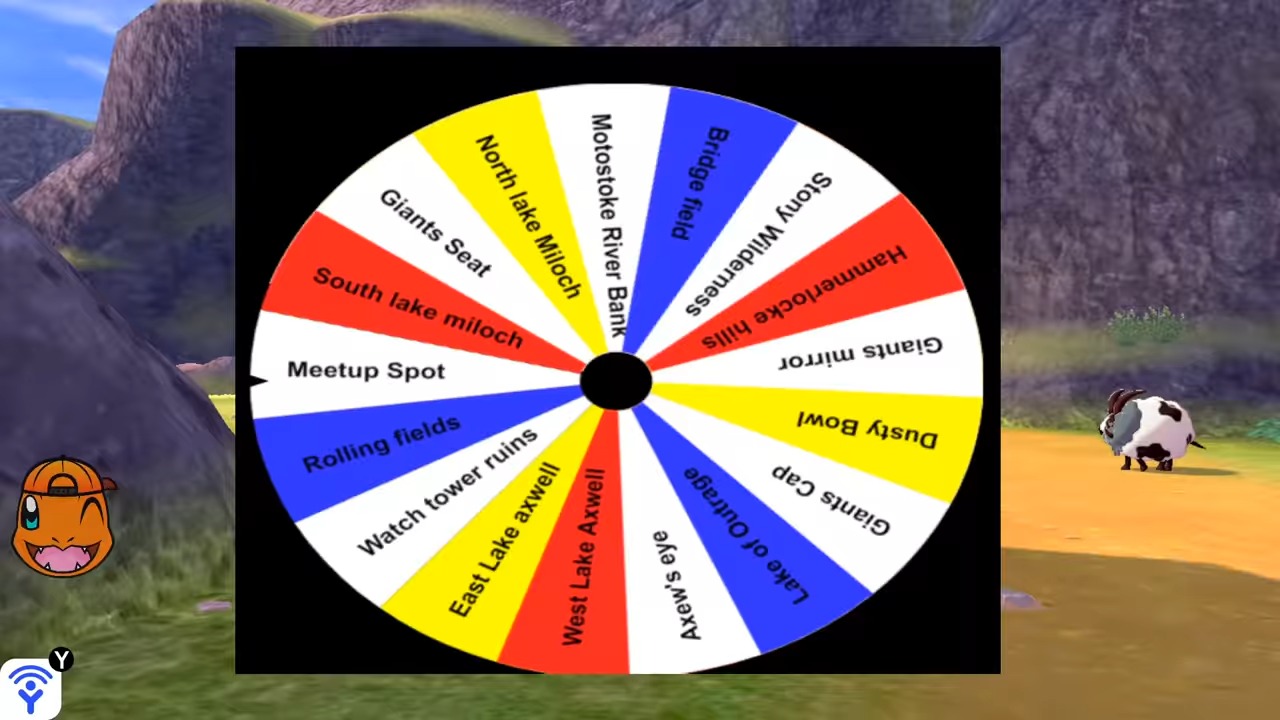 Motostoke River Bank
Bridge field
Stony Wilderness
Hammerlocke hills
Giants mirror
Dusty Bowl
Giants Cap
Lake of Outrage
Axew's eye
West Lake Axwell
East Lake axwell
Watch tower ruins
Rolling fields
Meetup Spot
South lake miloch
Giants Seat
North lake Miloch
Y